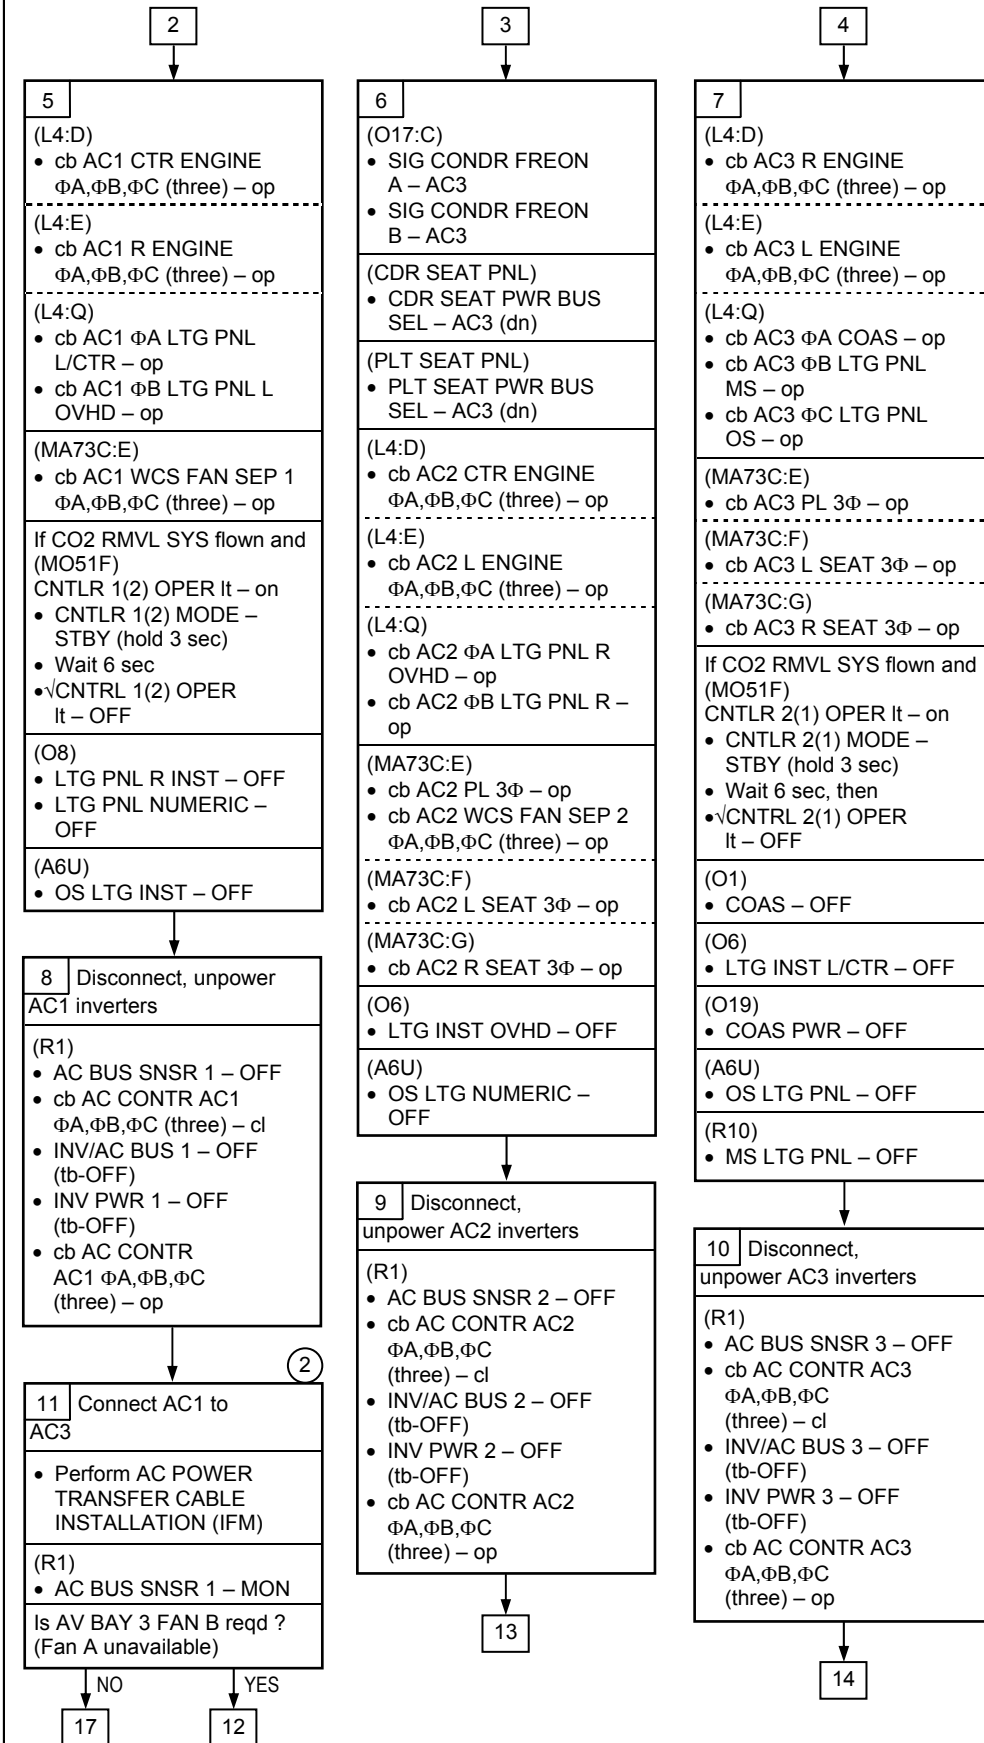 2
5
(L4:D)
• cb AC1 CTR ENGINE
ΦA,ΦB,ΦC (three) – op
(L4:E)
• cb AC1 R ENGINE
ΦA,ΦB,ΦC (three) – op
(L4:Q)
• cb AC1 ΦA LTG PNL
L/CTR – op
• cb AC1 ΦB LTG PNL L
OVHD – op
(MA73C:E)
• cb AC1 WCS FAN SEP 1
ΦA,ΦB,ΦC (three) – op
If CO2 RMVL SYS flown and
(MO51F)
CNTLR 1(2) OPER lt – on
• CNTLR 1(2) MODE –
STBY (hold 3 sec)
• Wait 6 sec
•√CNTRL 1(2) OPER
lt – OFF
(O8)
• LTG PNL R INST – OFF
• LTG PNL NUMERIC –
OFF
(A6U)
• OS LTG INST – OFF
8 Disconnect, unpower
AC1 inverters
(R1)
• AC BUS SNSR 1 – OFF
• cb AC CONTR AC1
ΦA,ΦB,ΦC (three) – cl
• INV/AC BUS 1 – OFF
(tb-OFF)
• INV PWR 1 – OFF
(tb-OFF)
• cb AC CONTR
AC1 ΦA,ΦB,ΦC
(three) – op
2
11 Connect AC1 to
AC3
• Perform AC POWER
TRANSFER CABLE
INSTALLATION (IFM)
(R1)
• AC BUS SNSR 1 – MON
Is AV BAY 3 FAN B reqd ?
(Fan A unavailable)
NO YES
17 12
3
6
(O17:C)
• SIG CONDR FREON
A – AC3
• SIG CONDR FREON
B – AC3
(CDR SEAT PNL)
• CDR SEAT PWR BUS
SEL – AC3 (dn)
(PLT SEAT PNL)
• PLT SEAT PWR BUS
SEL – AC3 (dn)
(L4:D)
• cb AC2 CTR ENGINE
ΦA,ΦB,ΦC (three) – op
(L4:E)
• cb AC2 L ENGINE
ΦA,ΦB,ΦC (three) – op
(L4:Q)
• cb AC2 ΦA LTG PNL R
OVHD – op
• cb AC2 ΦB LTG PNL R –
op
(MA73C:E)
• cb AC2 PL 3Φ – op
• cb AC2 WCS FAN SEP 2
ΦA,ΦB,ΦC (three) – op
(MA73C:F)
• cb AC2 L SEAT 3Φ – op
(MA73C:G)
• cb AC2 R SEAT 3Φ – op
(O6)
• LTG INST OVHD – OFF
(A6U)
• OS LTG NUMERIC –
OFF
9 Disconnect,
unpower AC2 inverters
(R1)
• AC BUS SNSR 2 – OFF
• cb AC CONTR AC2
ΦA,ΦB,ΦC
(three) – cl
• INV/AC BUS 2 – OFF
(tb-OFF)
• INV PWR 2 – OFF
(tb-OFF)
• cb AC CONTR AC2
ΦA,ΦB,ΦC
(three) – op
13
4
7
(L4:D)
• cb AC3 R ENGINE
ΦA,ΦB,ΦC (three) – op
(L4:E)
• cb AC3 L ENGINE
ΦA,ΦB,ΦC (three) – op
(L4:Q)
• cb AC3 ΦA COAS – op
• cb AC3 ΦB LTG PNL
MS – op
• cb AC3 ΦC LTG PNL
OS – op
(MA73C:E)
• cb AC3 PL 3Φ – op
(MA73C:F)
• cb AC3 L SEAT 3Φ – op
(MA73C:G)
• cb AC3 R SEAT 3Φ – op
If CO2 RMVL SYS flown and
(MO51F)
CNTLR 2(1) OPER lt – on
• CNTLR 2(1) MODE –
STBY (hold 3 sec)
• Wait 6 sec, then
•√CNTRL 2(1) OPER
lt – OFF
(O1)
• COAS – OFF
(O6)
• LTG INST L/CTR – OFF
(O19)
• COAS PWR – OFF
(A6U)
• OS LTG PNL – OFF
(R10)
• MS LTG PNL – OFF
10 Disconnect,
unpower AC3 inverters
(R1)
• AC BUS SNSR 3 – OFF
• cb AC CONTR AC3
ΦA,ΦB,ΦC
(three) – cl
• INV/AC BUS 3 – OFF
(tb-OFF)
• INV PWR 3 – OFF
(tb-OFF)
• cb AC CONTR AC3
ΦA,ΦB,ΦC
(three) – op
14